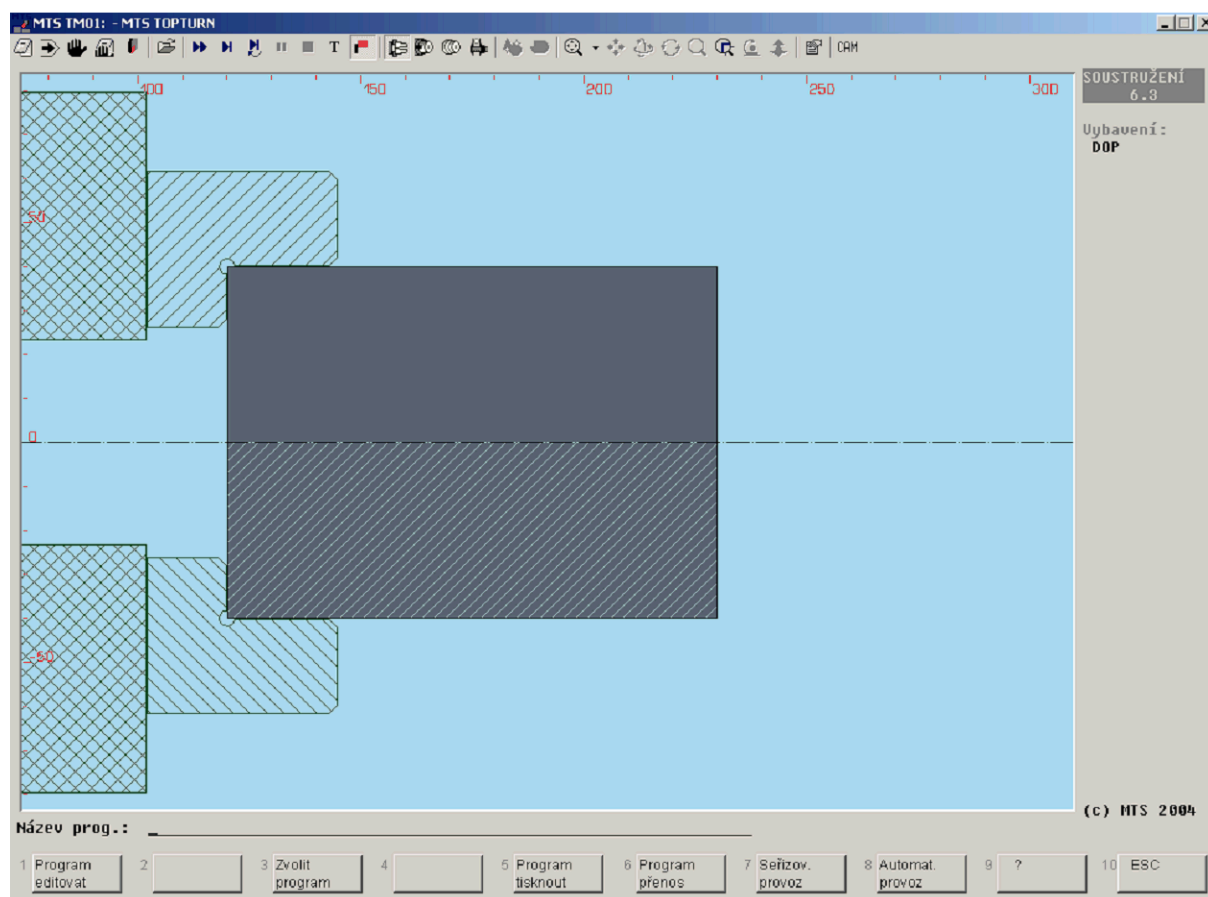 MTS TM01: - MTS TOPTURN
T CAM
100 150 200 250 300
SOUSTRUŽENÍ
6.3
Vybavení:
DOP
50
0
-50
(c) MTS 2004
Název prog.: _
1 Program editovat
2
3 Zvolit program
4
5 Program tisknout
6 Program přenos
7 Seřizov. provoz
8 Automat. provoz
9 ?
10 ESC